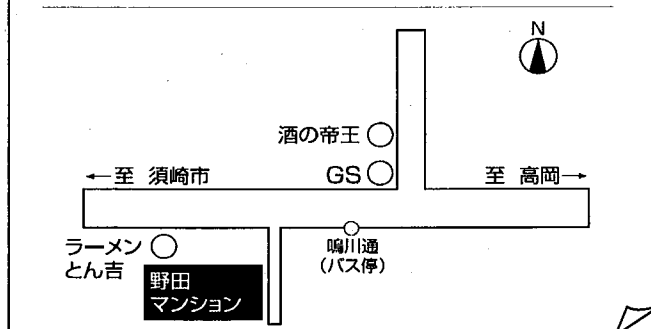 N
酒の帝王
GS
←至 須崎市
至 高岡→
鳴川通
(バス停)
ラーメン
とん吉
野田
マンション